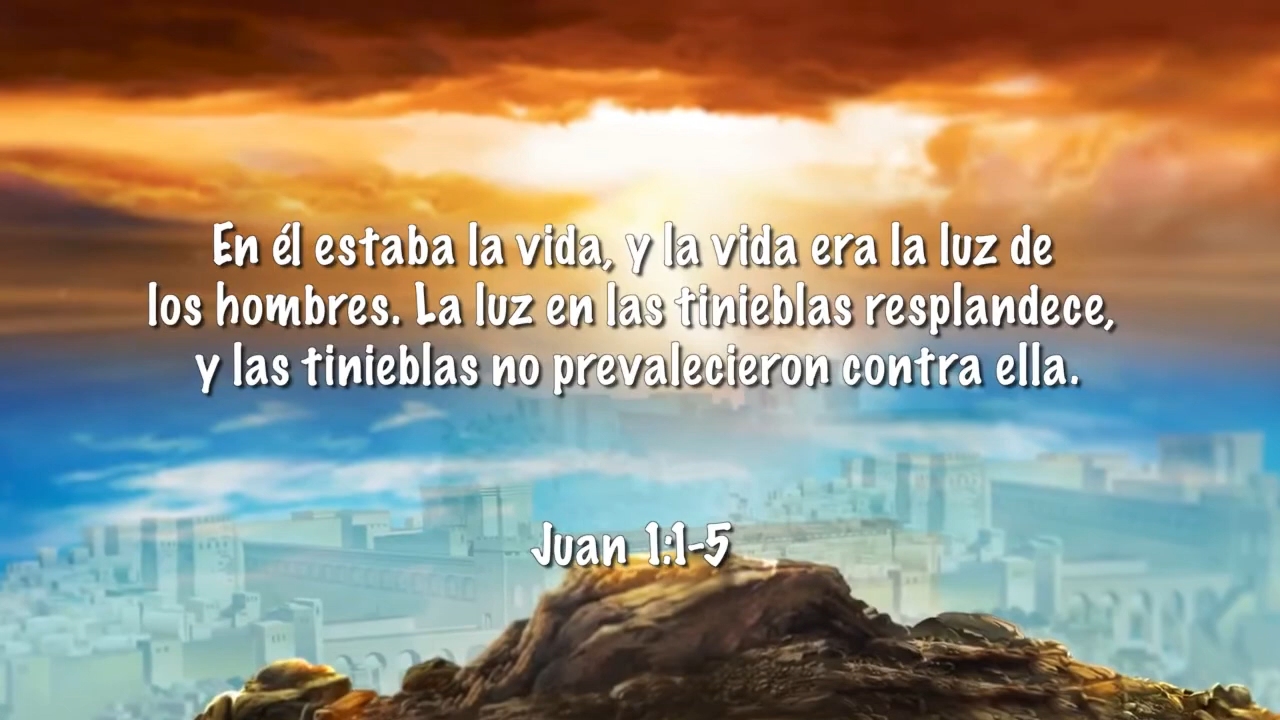 En él estaba la vida, y la vida era la luz de
los hombres. La luz en las tinieblas resplandece,
y las tinieblas no prevalecieron contra ella.
Juan 1:1-5